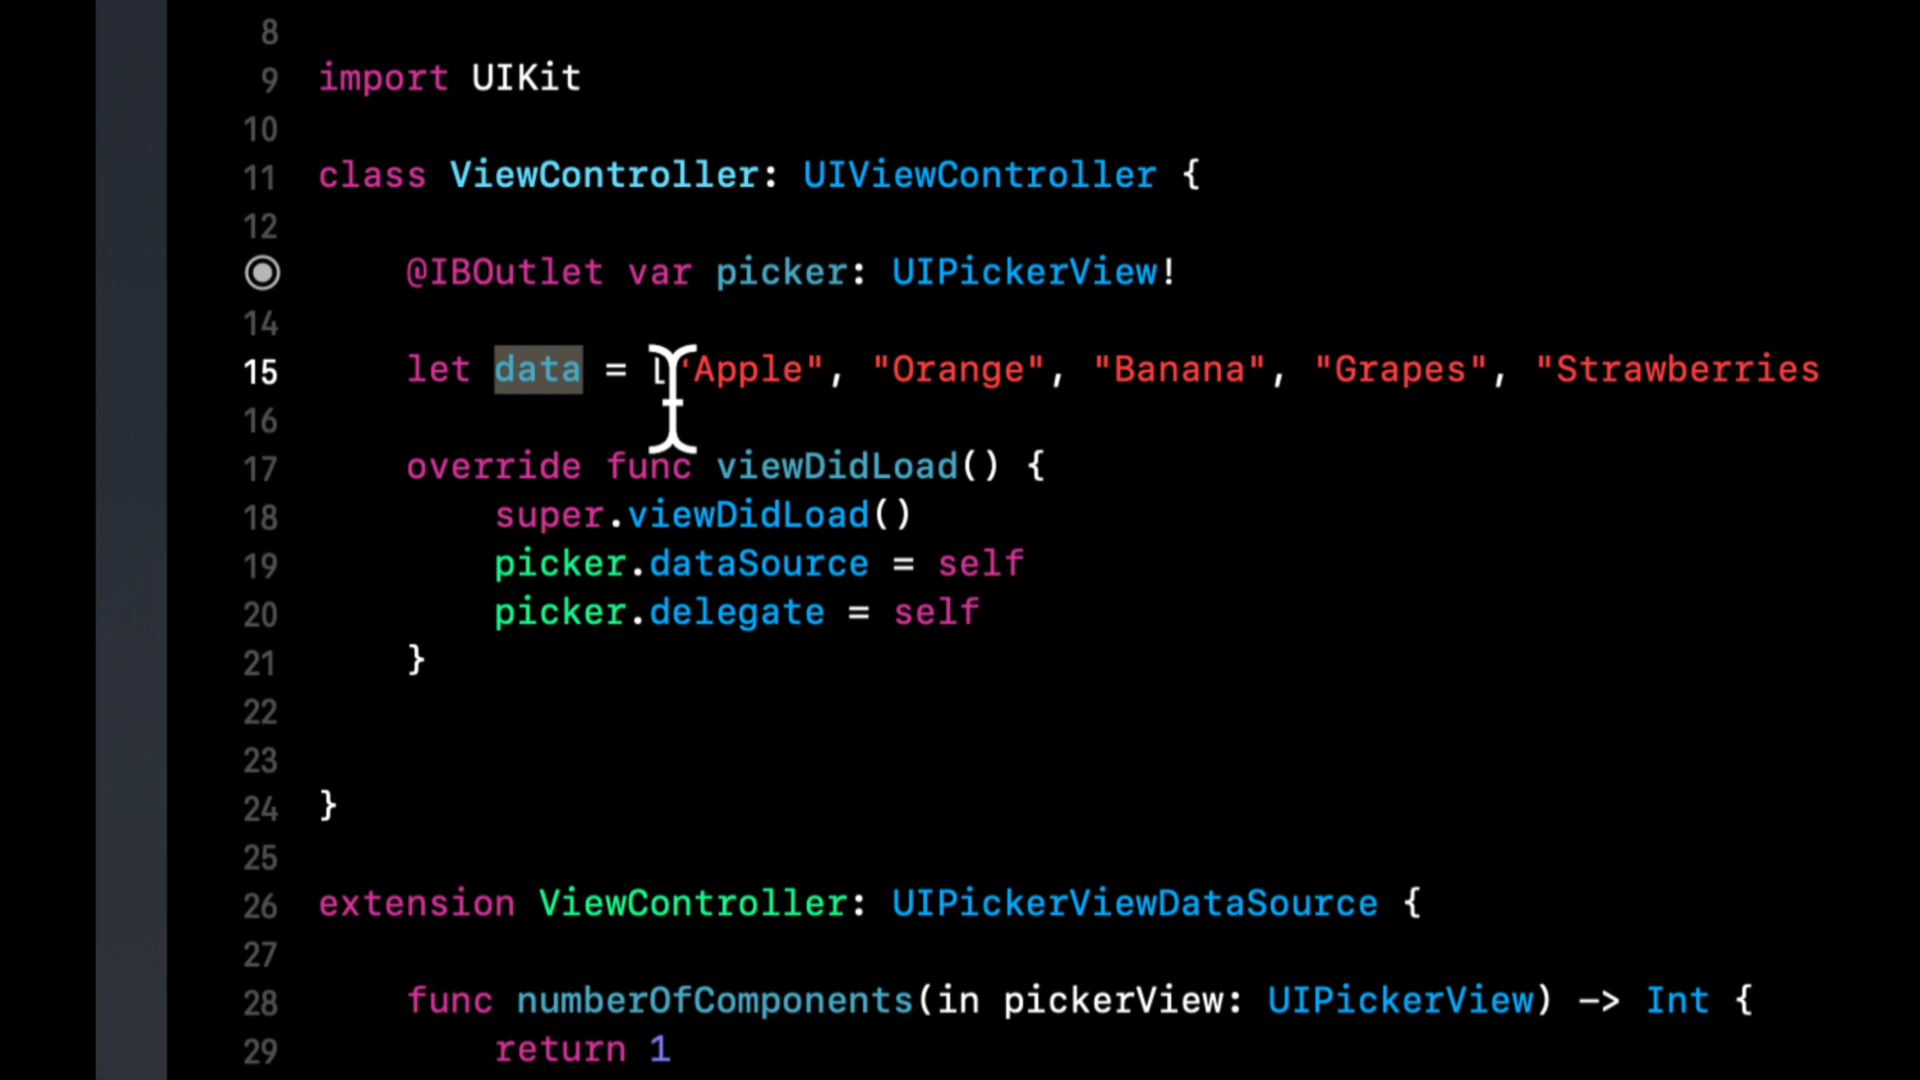 8
9 import UIKit
10
11 class ViewController: UIViewController {
12
@IBOutlet var picker: UIPickerView!
14
15 let data = ["Apple", "Orange", "Banana", "Grapes", "Strawberries
16
17 override func viewDidLoad() {
18 super.viewDidLoad()
19 picker.dataSource = self
20 picker.delegate = self
21 }
22
23
24 }
25
26 extension ViewController: UIPickerViewDataSource {
27
28 func numberOfComponents(in pickerView: UIPickerView) -> Int {
29 return 1